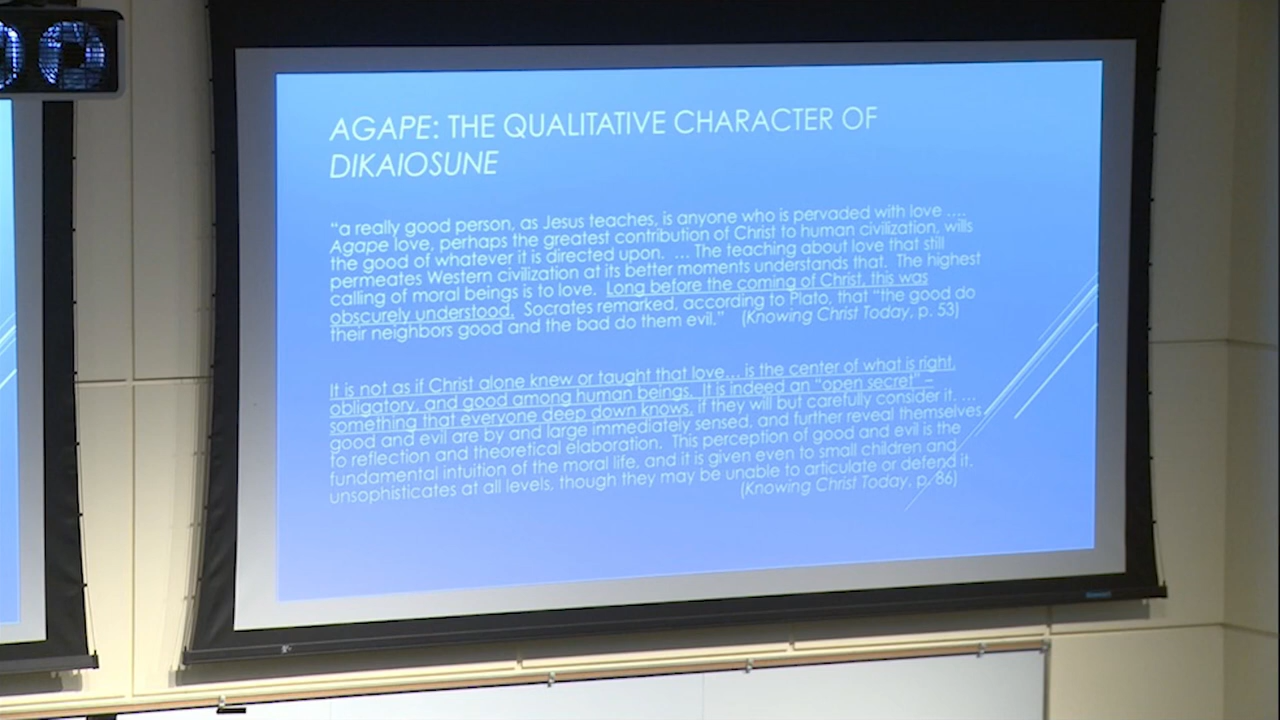 AGAPE: THE QUALITATIVE CHARACTER OF
DIKAIOSUNE
“a really good person, as Jesus teaches, is anyone who is pervaded with love ….
Agape love, perhaps the greatest contribution of Christ to human civilization, wills
the good of whatever it is directed upon. … The teaching about love that still
permeates Western civilization at its better moments understands that. The highest
calling of moral beings is to love. Long before the coming of Christ, this was
obscurely understood. Socrates remarked, according to Plato, that “the good do
their neighbors good and the bad do them evil.” (Knowing Christ Today, p. 53)
It is not as if Christ alone knew or taught that love… is the center of what is right,
obligatory, and good among human beings. It is indeed an “open secret” –
something that everyone deep down knows, if they will but carefully consider it. …
good and evil are by and large immediately sensed, and further reveal themselves
to reflection and theoretical elaboration. This perception of good and evil is the
fundamental intuition of the moral life, and it is given even to small children and
unsophisticates at all levels, though they may be unable to articulate or defend it.
(Knowing Christ Today, p. 86)